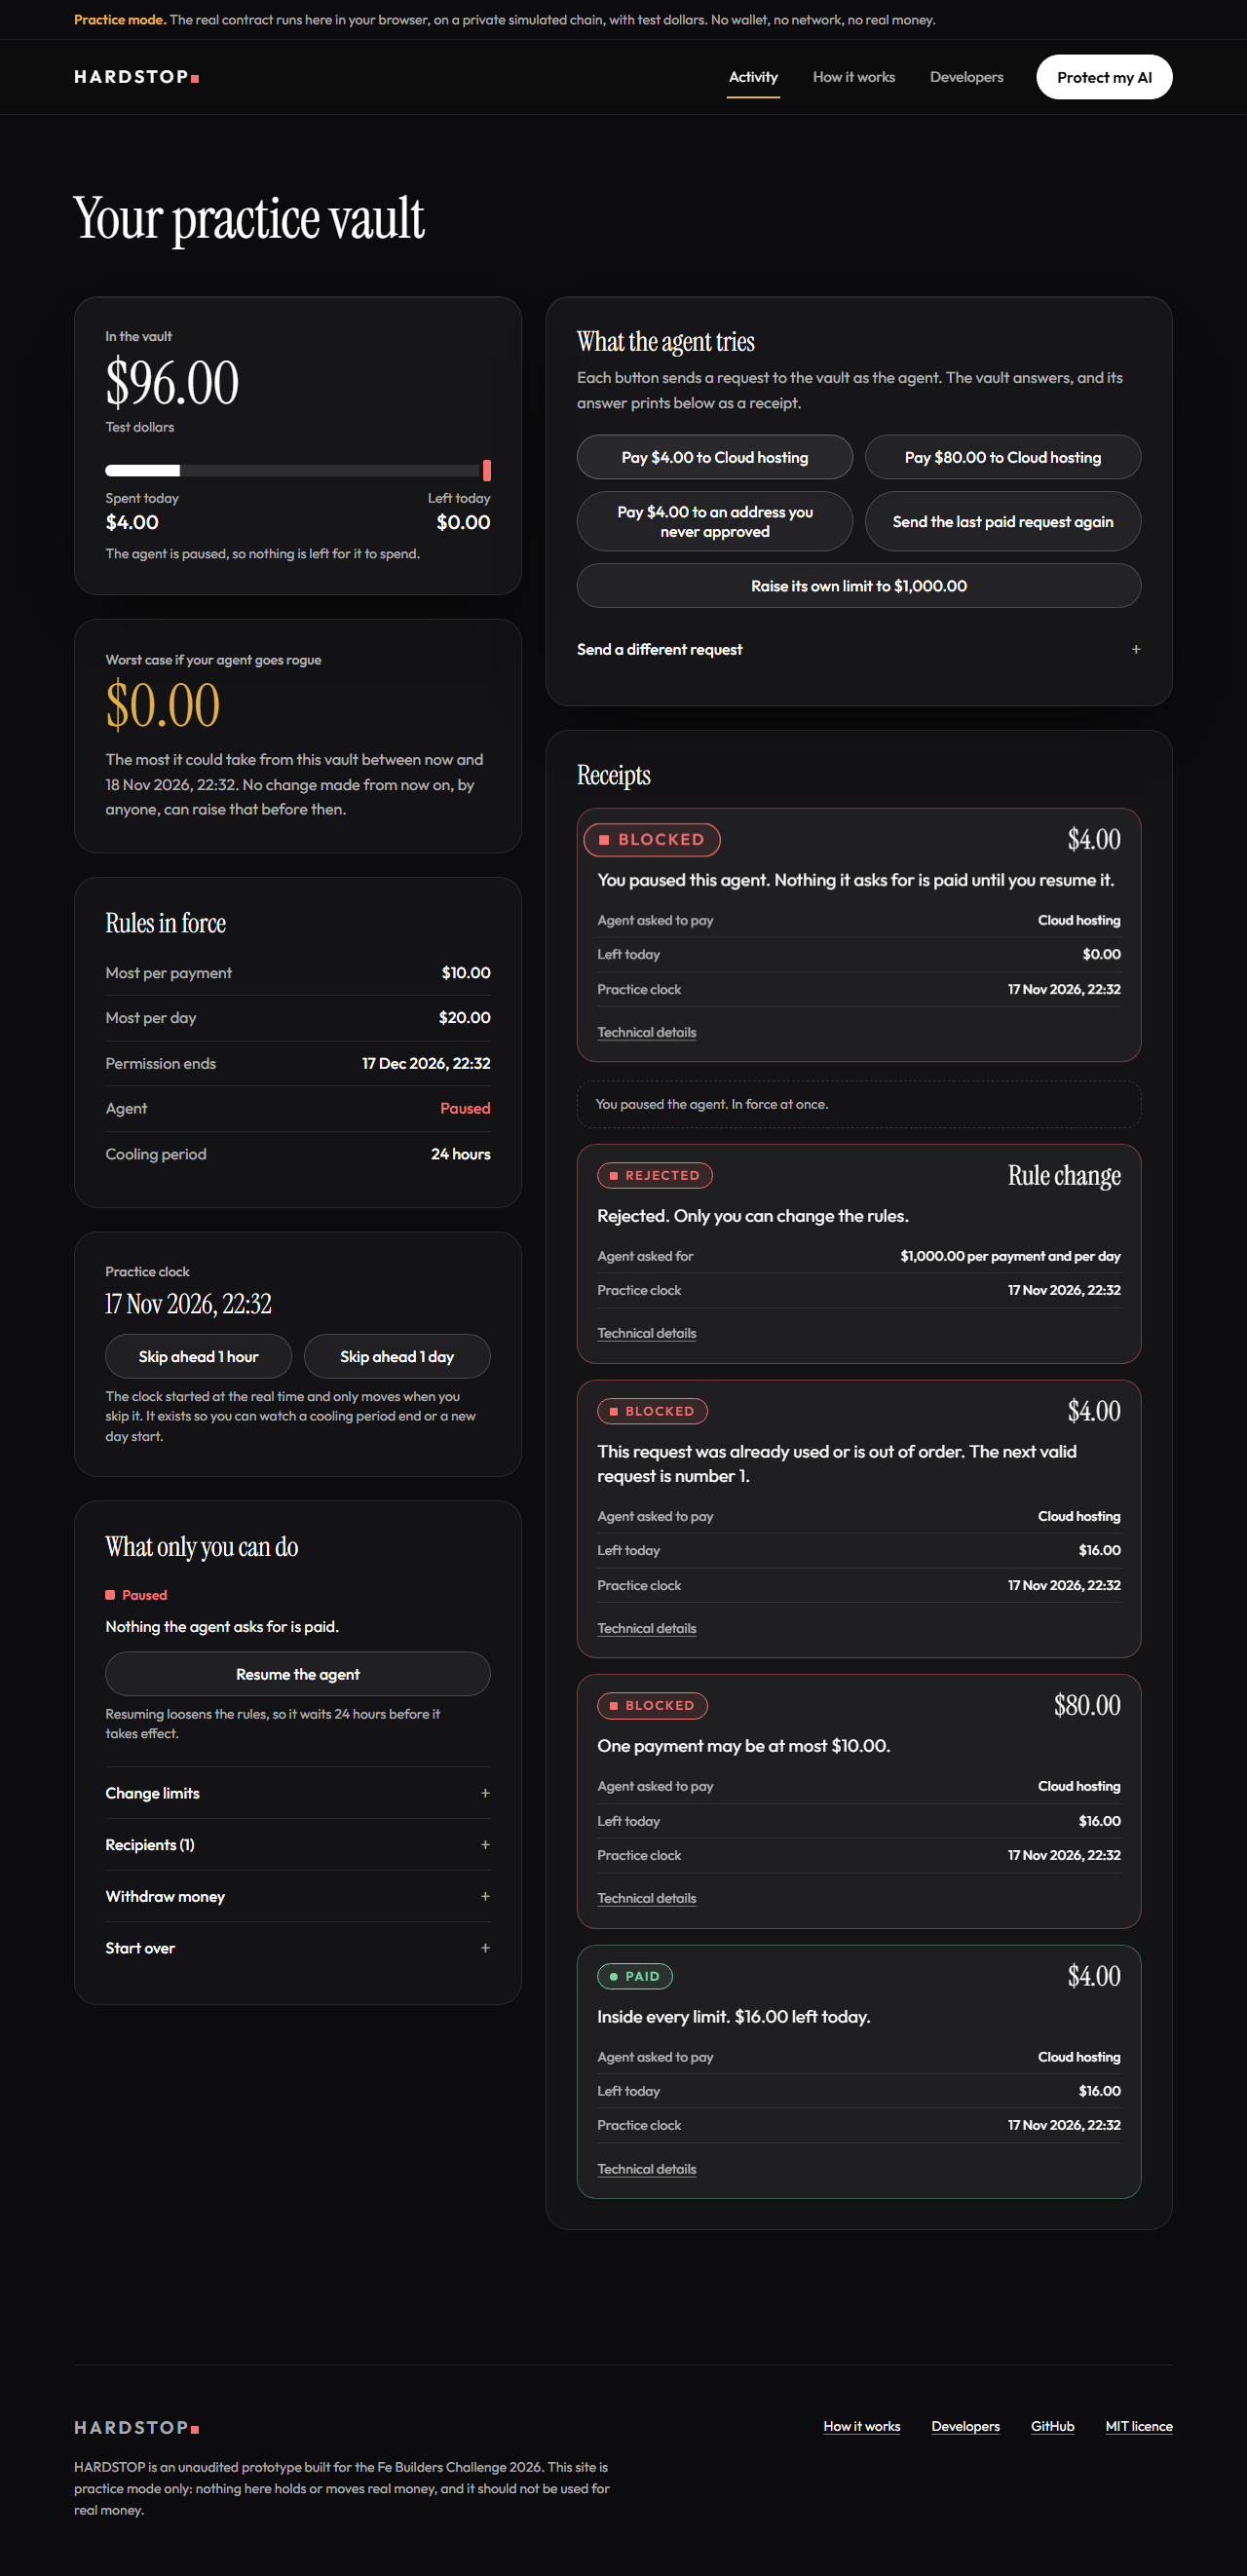 Practice mode. The real contract runs here in your browser, on a private simulated chain, with test dollars. No wallet, no network, no real money.
HARDSTOP
Activity
How it works
Developers
Protect my AI
Your practice vault
In the vault
$96.00
Test dollars
Spent today
Left today
$4.00
$0.00
The agent is paused, so nothing is left for it to spend.
Worst case if your agent goes rogue
$0.00
The most it could take from this vault between now and
18 Nov 2026, 22:32. No change made from now on, by
anyone, can raise that before then.
Rules in force
Most per payment
$10.00
Most per day
$20.00
Permission ends
17 Dec 2026, 22:32
Agent
Paused
Cooling period
24 hours
Practice clock
17 Nov 2026, 22:32
Skip ahead 1 hour
Skip ahead 1 day
The clock started at the real time and only moves when you
skip it. It exists so you can watch a cooling period end or a new
day start.
What only you can do
Paused
Nothing the agent asks for is paid.
Resume the agent
Resuming loosens the rules, so it waits 24 hours before it
takes effect.
Change limits
+
Recipients (1)
+
Withdraw money
+
Start over
+
What the agent tries
Each button sends a request to the vault as the agent. The vault answers, and its
answer prints below as a receipt.
Pay $4.00 to Cloud hosting
Pay $80.00 to Cloud hosting
Pay $4.00 to an address you
never approved
Send the last paid request again
Raise its own limit to $1,000.00
Send a different request
+
Receipts
BLOCKED
$4.00
You paused this agent. Nothing it asks for is paid until you resume it.
Agent asked to pay
Cloud hosting
Left today
$0.00
Practice clock
17 Nov 2026, 22:32
Technical details
You paused the agent. In force at once.
REJECTED
Rule change
Rejected. Only you can change the rules.
Agent asked for
$1,000.00 per payment and per day
Practice clock
17 Nov 2026, 22:32
Technical details
BLOCKED
$4.00
This request was already used or is out of order. The next valid
request is number 1.
Agent asked to pay
Cloud hosting
Left today
$16.00
Practice clock
17 Nov 2026, 22:32
Technical details
BLOCKED
$80.00
One payment may be at most $10.00.
Agent asked to pay
Cloud hosting
Left today
$16.00
Practice clock
17 Nov 2026, 22:32
Technical details
PAID
$4.00
Inside every limit. $16.00 left today.
Agent asked to pay
Cloud hosting
Left today
$16.00
Practice clock
17 Nov 2026, 22:32
Technical details
HARDSTOP
How it works
Developers
GitHub
MIT licence
HARDSTOP is an unaudited prototype built for the Fe Builders Challenge 2026. This site is
practice mode only: nothing here holds or moves real money, and it should not be used for
real money.